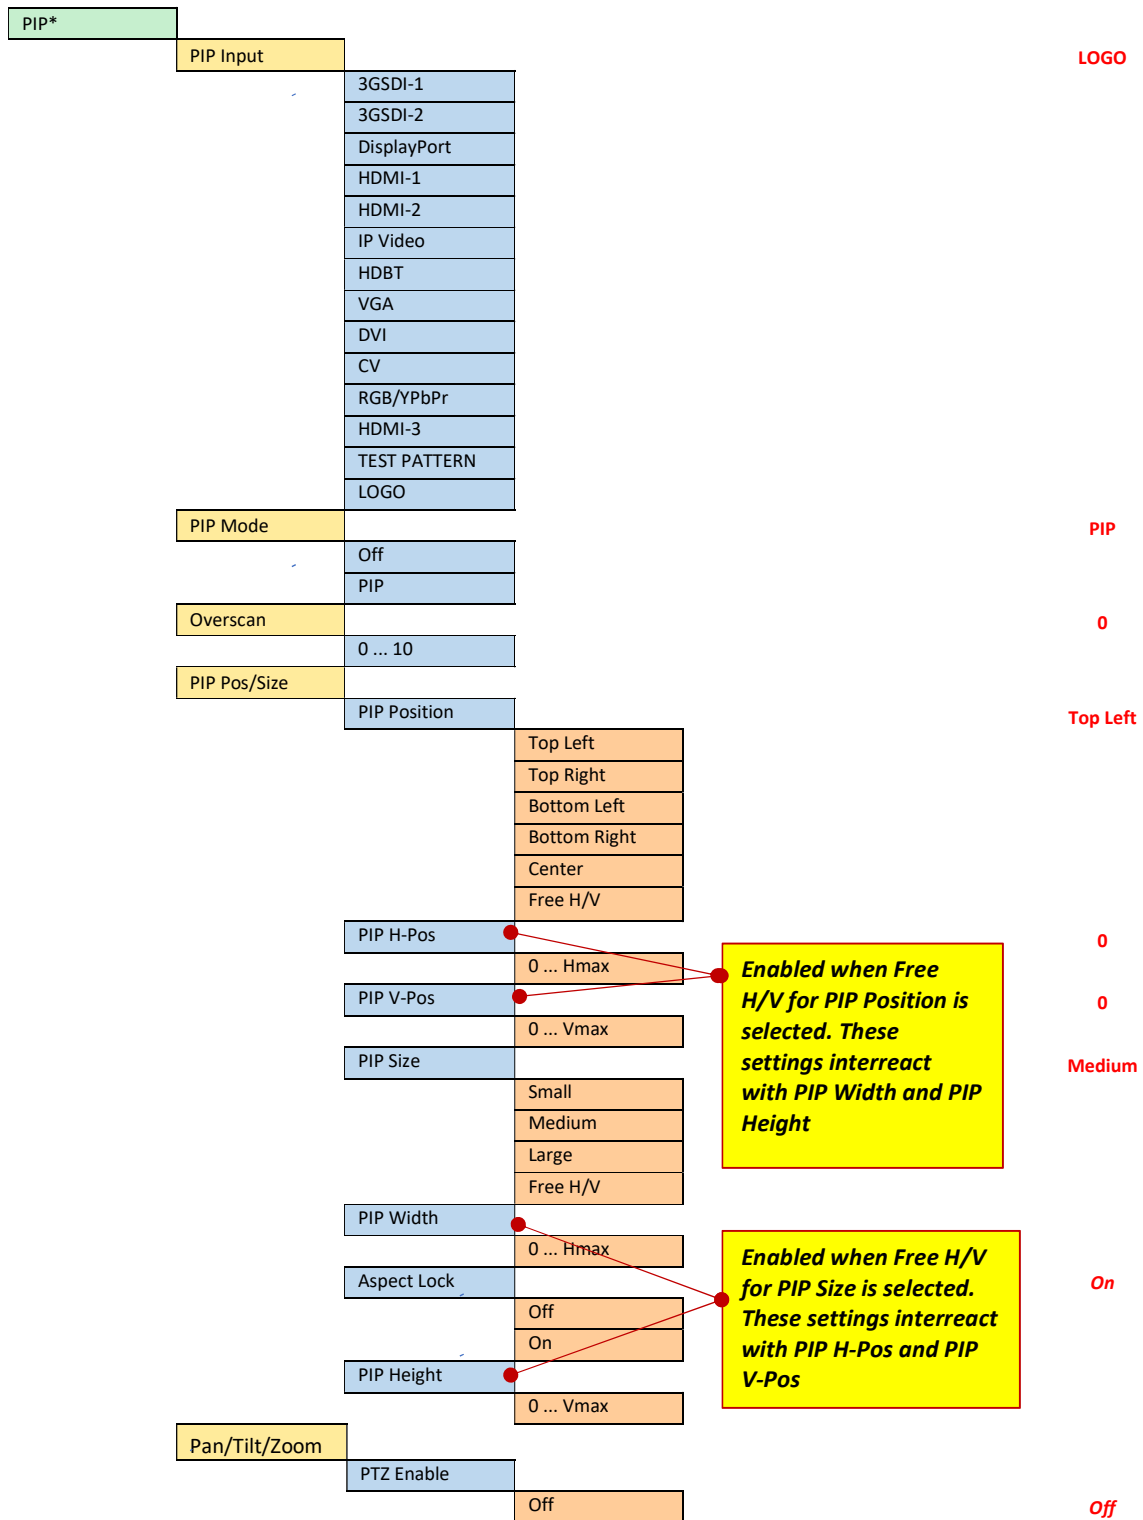 PIP*
PIP Input
LOGO
3GSDI-1
3GSDI-2
DisplayPort
HDMI-1
HDMI-2
IP Video
HDBT
VGA
DVI
CV
RGB/YPbPr
HDMI-3
TEST PATTERN
LOGO
PIP Mode
PIP
Off
PIP
Overscan
0
0 ... 10
PIP Pos/Size
PIP Position
Top Left
Top Left
Top Right
Bottom Left
Bottom Right
Center
Free H/V
PIP H-Pos
0
0 ... Hmax
PIP V-Pos
0
0 ... Vmax
Enabled when Free
H/V for PIP Position is
selected. These
settings interreact
with PIP Width and PIP
Height
PIP Size
Medium
Small
Medium
Large
Free H/V
PIP Width
0 ... Hmax
Aspect Lock
On
Off
On
PIP Height
0 ... Vmax
Enabled when Free H/V
for PIP Size is selected.
These settings interreact
with PIP H-Pos and PIP
V-Pos
Pan/Tilt/Zoom
PTZ Enable
Off
Off